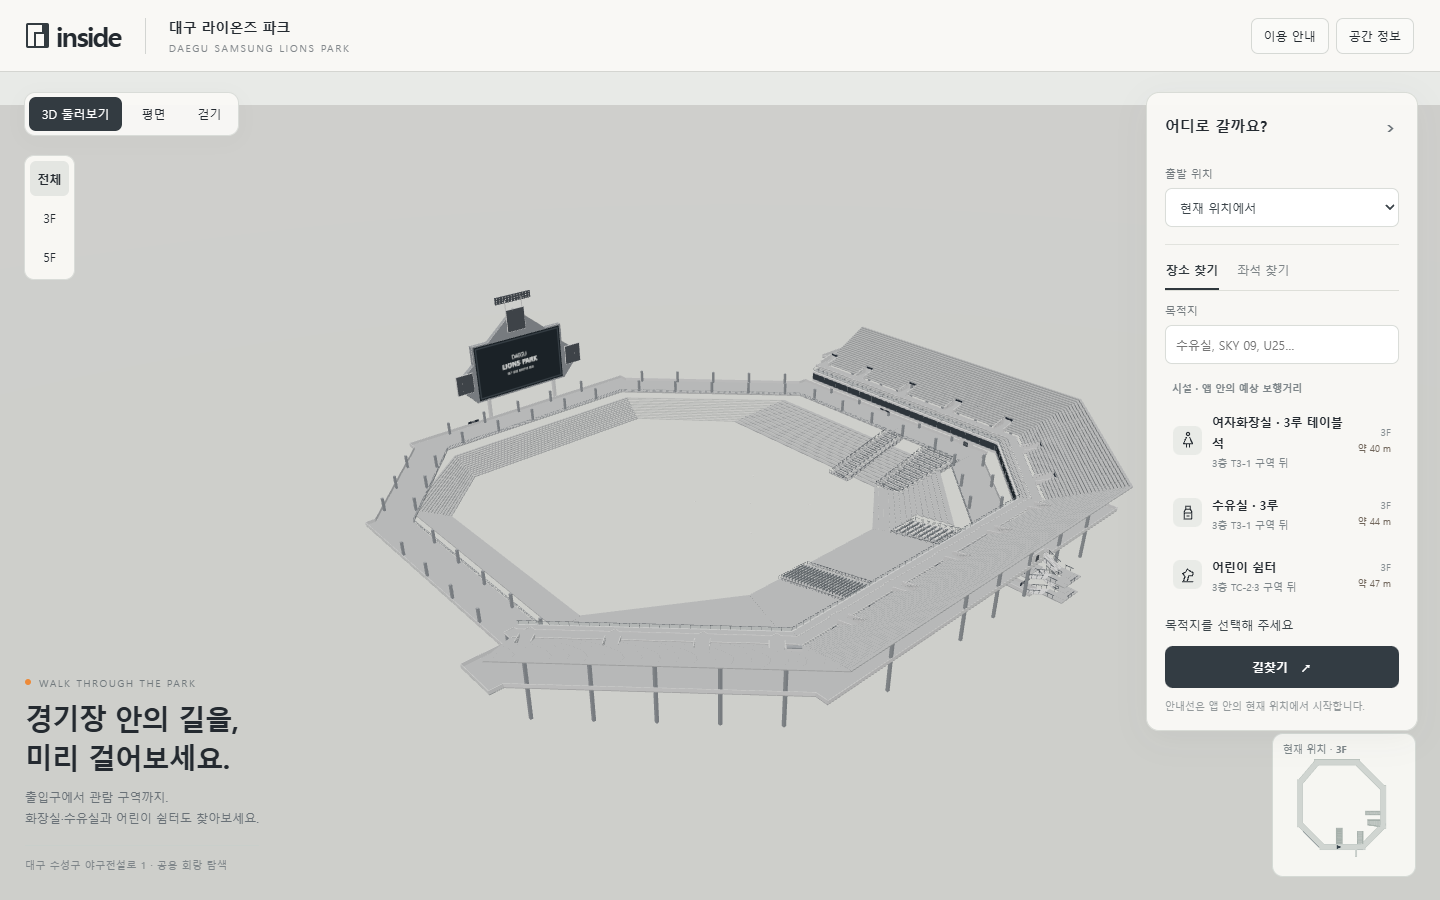 inside
대구 라이온즈 파크
DAEGU SAMSUNG LIONS PARK
이용 안내
공간 정보
3D 둘러보기
평면
걷기
전체
3F
5F
DAEGU
LIONS PARK
WALK THROUGH THE PARK
경기장 안의 길을,
미리 걸어보세요.
출입구에서 관람 구역까지.
화장실·수유실과 어린이 쉼터도 찾아보세요.
대구 수성구 야구전설로 1 · 공용 회랑 탐색
어디로 갈까요?
출발 위치
현재 위치에서
장소 찾기
좌석 찾기
목적지
수유실, SKY 09, U25...
시설 · 앱 안의 예상 보행거리
여자화장실 · 3루 테이블
석
3층 T3-1 구역 뒤
3F
약 40 m
수유실 · 3루
3층 T3-1 구역 뒤
3F
약 44 m
어린이 쉼터
3층 TC-2·3 구역 뒤
3F
약 47 m
목적지를 선택해 주세요
길찾기 ↗
안내선은 앱 안의 현재 위치에서 시작합니다.
현재 위치 · 3F